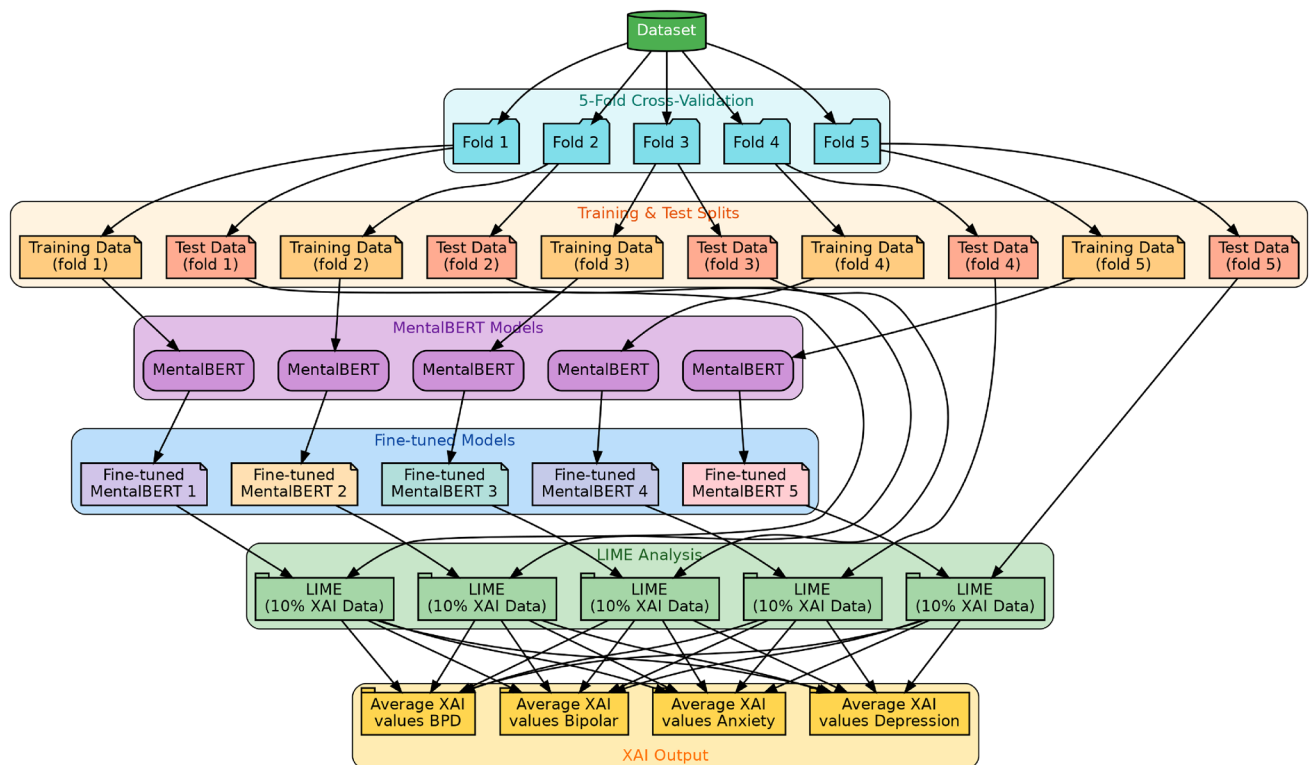 Dataset
5-Fold Cross-Validation
Fold 1
Fold 2
Fold 3
Fold 4
Fold 5
Training & Test Splits
Training Data
(fold 1)
Test Data
(fold 1)
Training Data
(fold 2)
Test Data
(fold 2)
Training Data
(fold 3)
Test Data
(fold 3)
Training Data
(fold 4)
Test Data
(fold 4)
Training Data
(fold 5)
Test Data
(fold 5)
MentalBERT Models
MentalBERT
MentalBERT
MentalBERT
MentalBERT
MentalBERT
Fine-tuned Models
Fine-tuned
MentalBERT 1
Fine-tuned
MentalBERT 2
Fine-tuned
MentalBERT 3
Fine-tuned
MentalBERT 4
Fine-tuned
MentalBERT 5
LIME Analysis
LIME
(10% XAI Data)
LIME
(10% XAI Data)
LIME
(10% XAI Data)
LIME
(10% XAI Data)
LIME
(10% XAI Data)
Average XAI
values BPD
Average XAI
values Bipolar
Average XAI
values Anxiety
Average XAI
values Depression
XAI Output